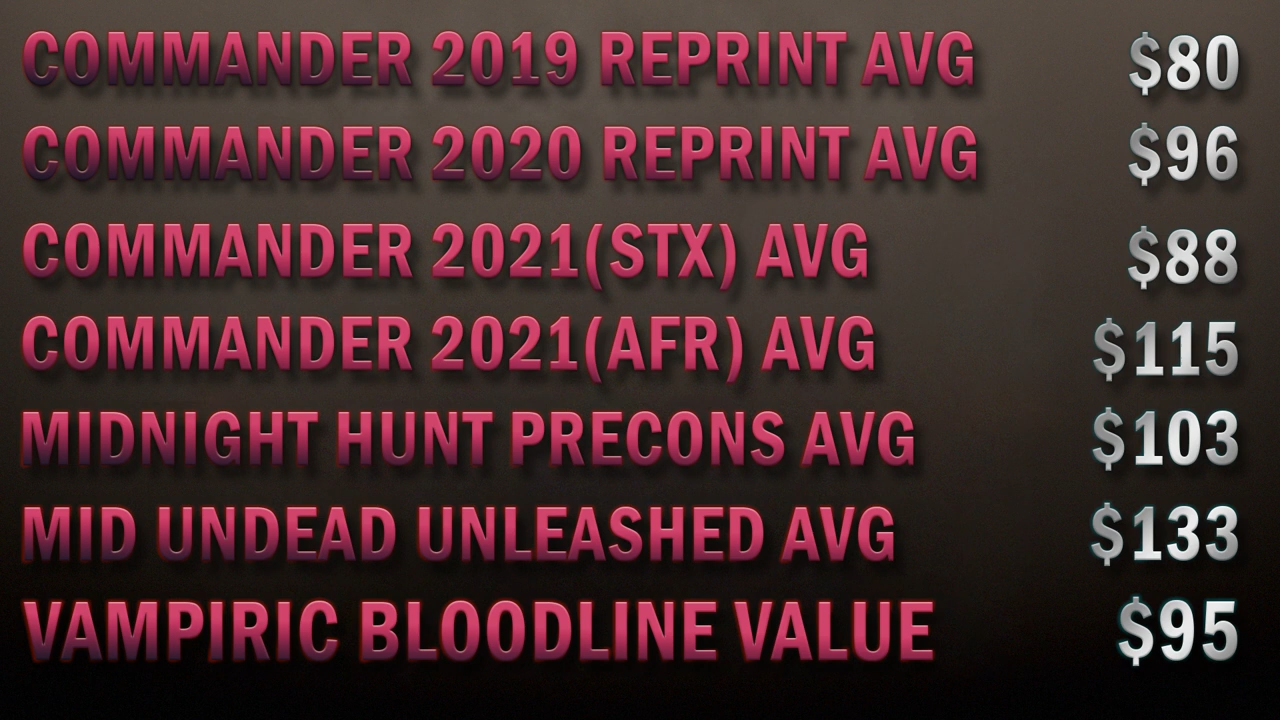 COMMANDER 2019 REPRINT AVG $80
COMMANDER 2020 REPRINT AVG $96
COMMANDER 2021(STX) AVG $88
COMMANDER 2021(AFR) AVG $115
MIDNIGHT HUNT PRECONS AVG $103
MID UNDEAD UNLEASHED AVG $133
VAMPIRIC BLOODLINE VALUE $95